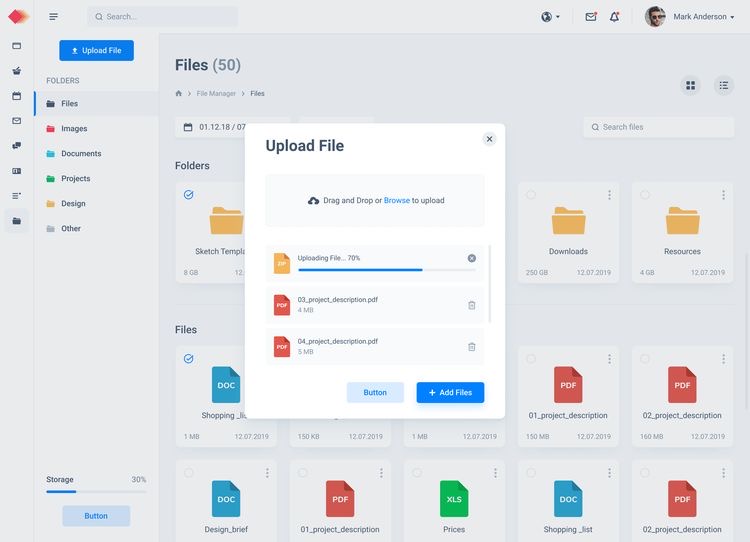 Search...
Mark Anderson
Upload File
FOLDERS
Files
Images
Documents
Projects
Design
Other
Storage 30%
Button
Files (50)
File Manager Files
01.12.18 / 07
Search files
Folders
Sketch Templa
8 GB 12.
Downloads
250 GB 12.07.2019
Resources
4 GB 12.07.2019
Files
DOC
Shopping _lis
1 MB 12.07.2019
150 KB 12.07.2019
1 MB 12.07.2019
PDF
01_project_description
150 MB 12.07.2019
PDF
02_project_description
160 MB 12.07.2019
DOC
Design_brief
PDF
01_project_description
XLS
Prices
DOC
Shopping _list
PDF
02_project_description
Upload File
Drag and Drop or Browse to upload
ZIP
Uploading File... 70%
PDF
03_project_description.pdf
4 MB
PDF
04_project_description.pdf
5 MB
Button
+ Add Files